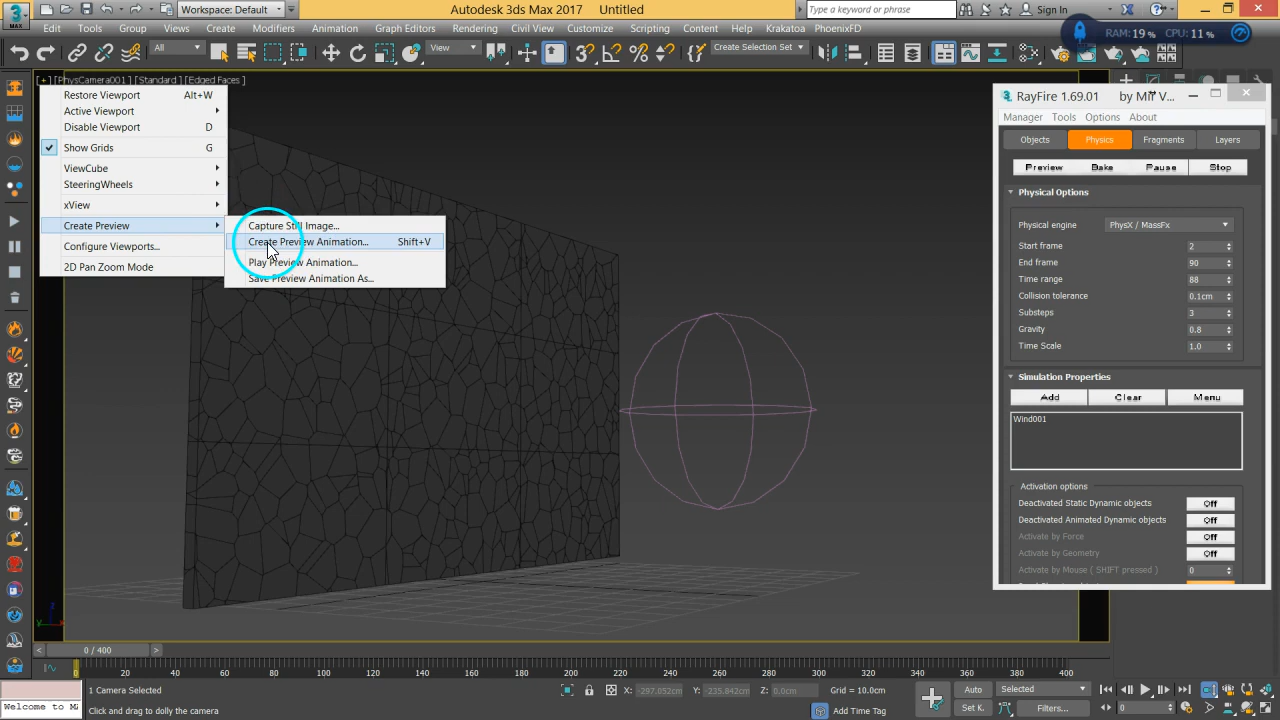 3
MAX
Workspace: Default
Autodesk 3ds Max 2017 Untitled
Type a keyword or phrase
Sign In
Edit Tools Group Views Create Modifiers Animation Graph Editors Rendering Civil View Customize Scripting Content Help Krakatoa PhoenixFD
RAM: 19 % CPU: 11 %
All
View
Create Selection Set
[+] [PhysCamera001] [Standard] [Edged Faces]
Restore Viewport Alt+W
Active Viewport
Disable Viewport D
Show Grids G
ViewCube
SteeringWheels
xView
Create Preview
Configure Viewports...
2D Pan Zoom Mode
Capture Still Image...
Create Preview Animation... Shift+V
Play Preview Animation...
Save Preview Animation As...
RayFire 1.69.01 by Mir V...
Manager Tools Options About
Objects Physics Fragments Layers
Preview Bake Pause Stop
Physical Options
Physical engine PhysX / MassFx
Start frame 2
End frame 90
Time range 88
Collision tolerance 0.1cm
Substeps 3
Gravity 0.8
Time Scale 1.0
Simulation Properties
Add Clear Menu
Wind001
Activation options
Deactivated Static Dynamic objects Off
Deactivated Animated Dynamic objects Off
Activate by Force Off
Activate by Geometry Off
Activate by Mouse ( SHIFT pressed ) 0
0 / 400
0 20 40 60 80 100 120 140 160 180 200 220 240 260 280 300 320 340 360 380 400
1 Camera Selected
X: -297.052cm Y: -235.842cm Z: 0.0cm Grid = 10.0cm
Auto Selected
Welcome to M
Click and drag to dolly the camera
Add Time Tag
Set K. Filters...
0